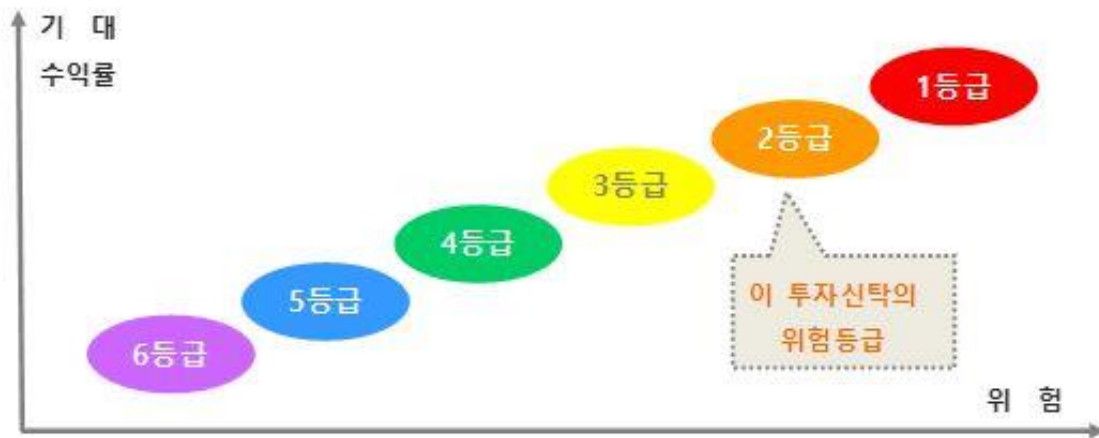 기 대
수익률
1등급
2등급
3등급
4등급
5등급
6등급
이 투자신탁의
위험등급
위 험